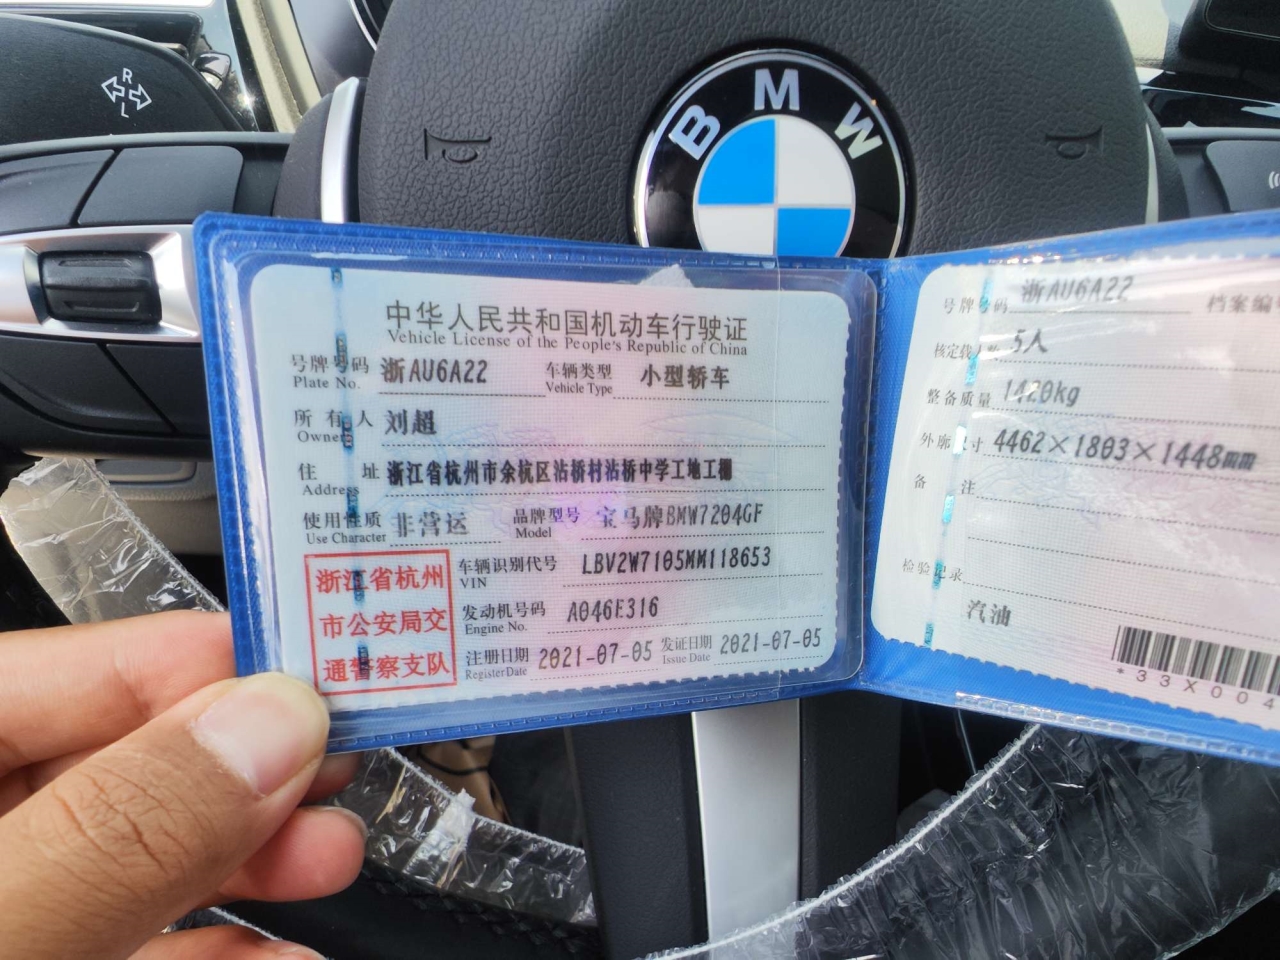 R
L
BMW
中华人民共和国机动车行驶证
Vehicle License of the People's Republic of China
号牌号码 浙AU6A22 车辆类型 小型轿车
Plate No. Vehicle Type
所有人 刘超
Owner
住址 浙江省杭州市余杭区沾桥村沾桥中学工地工棚
Address
使用性质 非营运 品牌型号 宝马牌BMW7204GF
Use Character Model
浙江省杭州
市公安局交
通警察支队
车辆识别代号 LBV2W7105MM118653
VIN
发动机号码 A046E316
Engine No.
注册日期 2021-07-05 发证日期 2021-07-05
Register Date Issue Date
号牌号码 浙AU6A22 档案编
核定载人数 5人
整备质量 1420kg
外廓尺寸 4462×1803×1448mm
备注
检验记录
汽油
*33X004